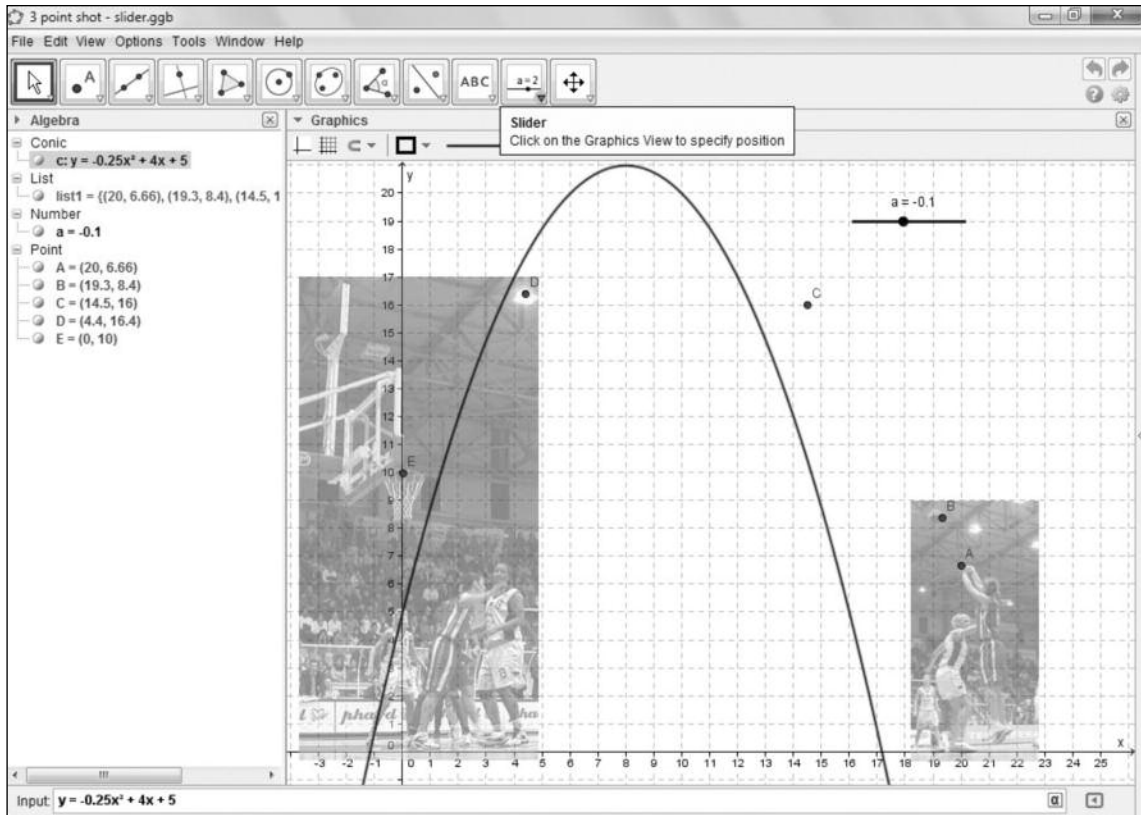 3 point shot - slider.ggb
File Edit View Options Tools Window Help
A
α
ABC
a=2
Algebra
Graphics
Slider
Click on the Graphics View to specify position
Conic
c: y = -0.25x² + 4x + 5
List
list1 = {(20, 6.66), (19.3, 8.4), (14.5, 1
Number
a = -0.1
Point
A = (20, 6.66)
B = (19.3, 8.4)
C = (14.5, 16)
D = (4.4, 16.4)
E = (0, 10)
y
a = -0.1
20
19
18
17
D
C
16
15
14
13
12
11
E
10
9
B
8
7
A
6
5
4
3
2
1
0
x
-3 -2 -1 0 1 2 3 4 5 6 7 8 9 10 11 12 13 14 15 16 17 18 19 20 21 22 23 24 25
Input: y = -0.25x² + 4x + 5
α